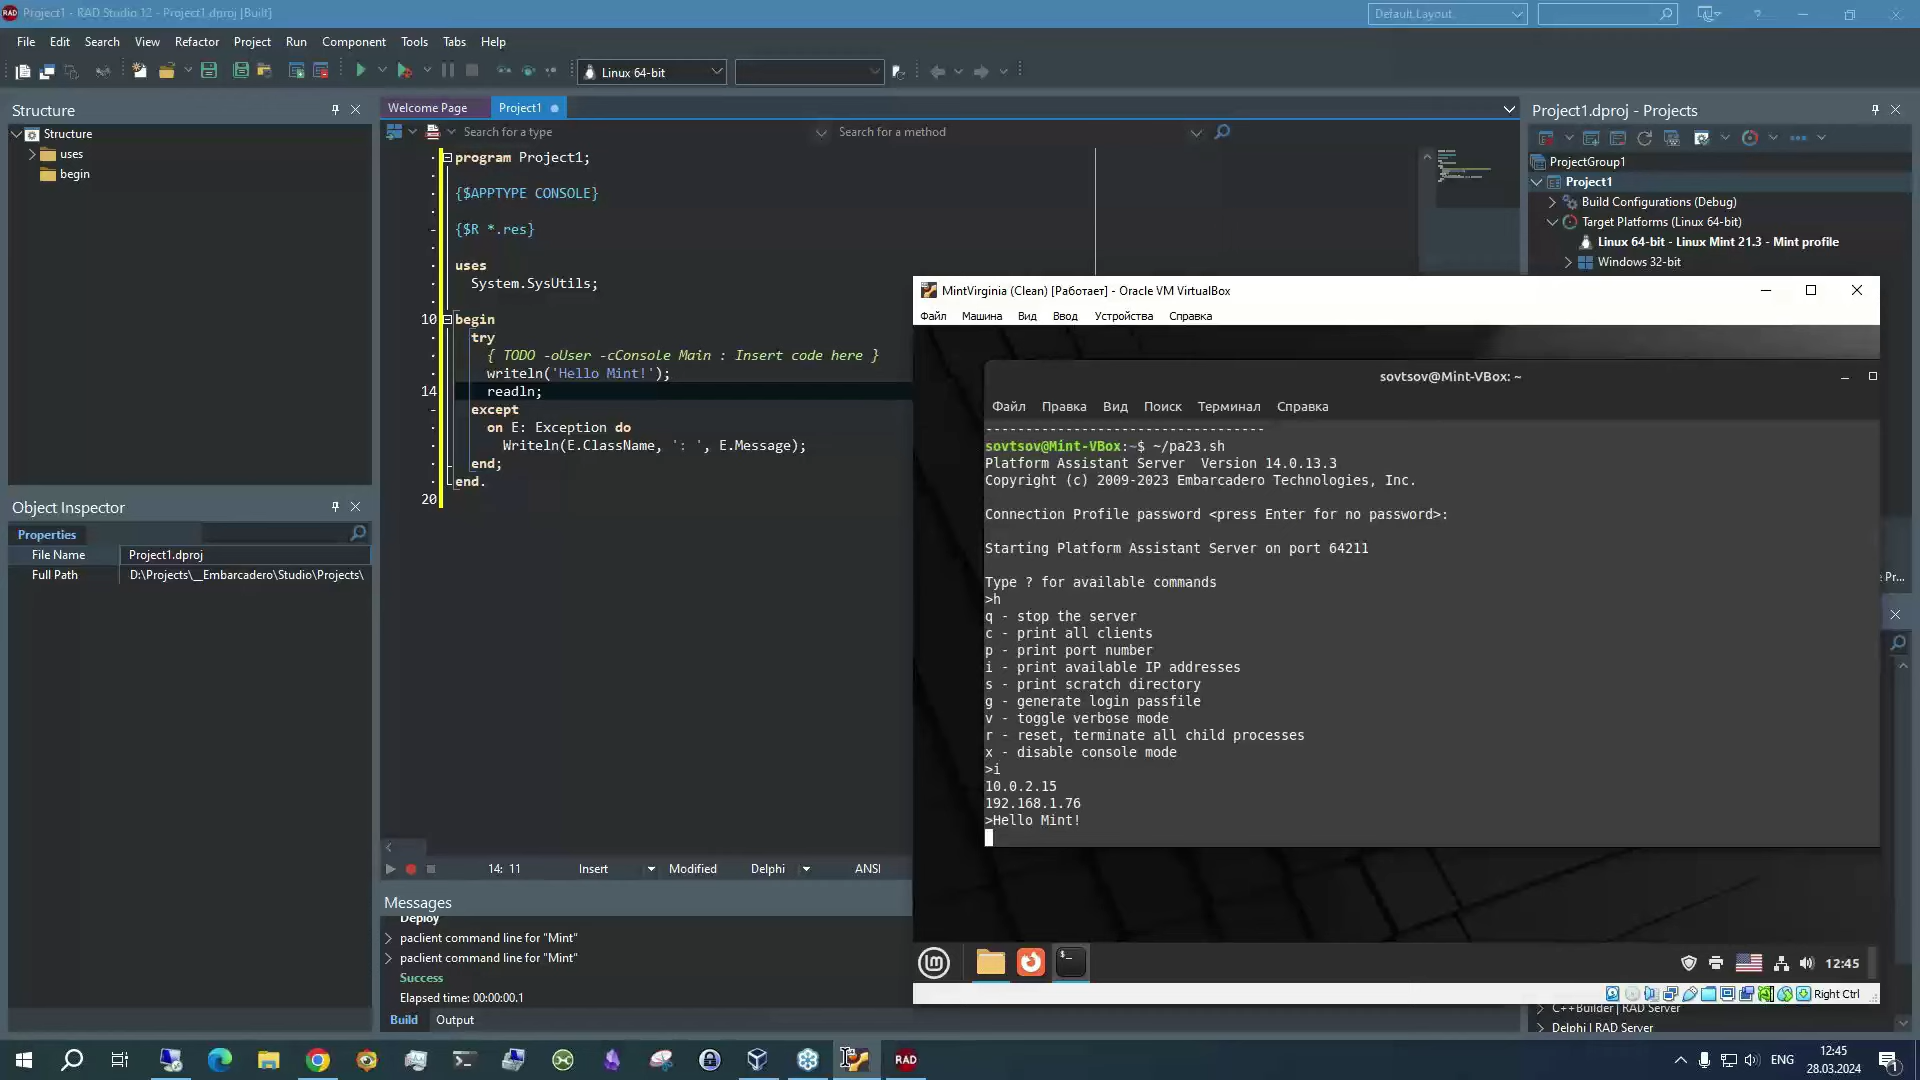 Project1 - RAD Studio 12 - Project1.dproj [Built]
Default Layout
File Edit Search View Refactor Project Run Component Tools Tabs Help
Linux 64-bit
Structure
Structure
uses
begin
Object Inspector
Properties
File Name Project1.dproj
Full Path D:\Projects\__Embarcadero\Studio\Projects\
Welcome Page Project1
Search for a type Search for a method
program Project1;
{$APPTYPE CONSOLE}
{$R *.res}
uses
System.SysUtils;
10 begin
try
{ TODO -oUser -cConsole Main : Insert code here }
writeln('Hello Mint!');
14 readln;
except
on E: Exception do
Writeln(E.ClassName, ': ', E.Message);
end;
end.
20
14: 11 Insert Modified Delphi ANSI
Messages
Deploy
paclient command line for "Mint"
paclient command line for "Mint"
Success
Elapsed time: 00:00:00.1
Build Output
Project1.dproj - Projects
ProjectGroup1
Project1
Build Configurations (Debug)
Target Platforms (Linux 64-bit)
Linux 64-bit - Linux Mint 21.3 - Mint profile
Windows 32-bit
MintVirginia (Clean) [Работает] - Oracle VM VirtualBox
Файл Машина Вид Ввод Устройства Справка
sovtsov@Mint-VBox: ~
Файл Правка Вид Поиск Терминал Справка
-----------------------------------
sovtsov@Mint-VBox:~$ ~/pa23.sh
Platform Assistant Server  Version 14.0.13.3
Copyright (c) 2009-2023 Embarcadero Technologies, Inc.
Connection Profile password <press Enter for no password>:
Starting Platform Assistant Server on port 64211
Type ? for available commands
>h
q - stop the server
c - print all clients
p - print port number
i - print available IP addresses
s - print scratch directory
g - generate login passfile
v - toggle verbose mode
r - reset, terminate all child processes
x - disable console mode
>i
10.0.2.15
192.168.1.76
>Hello Mint!
12:45
Right Ctrl
e Pr...
C++Builder | RAD Server
Delphi | RAD Server
RAD
ENG
12:45
28.03.2024
1